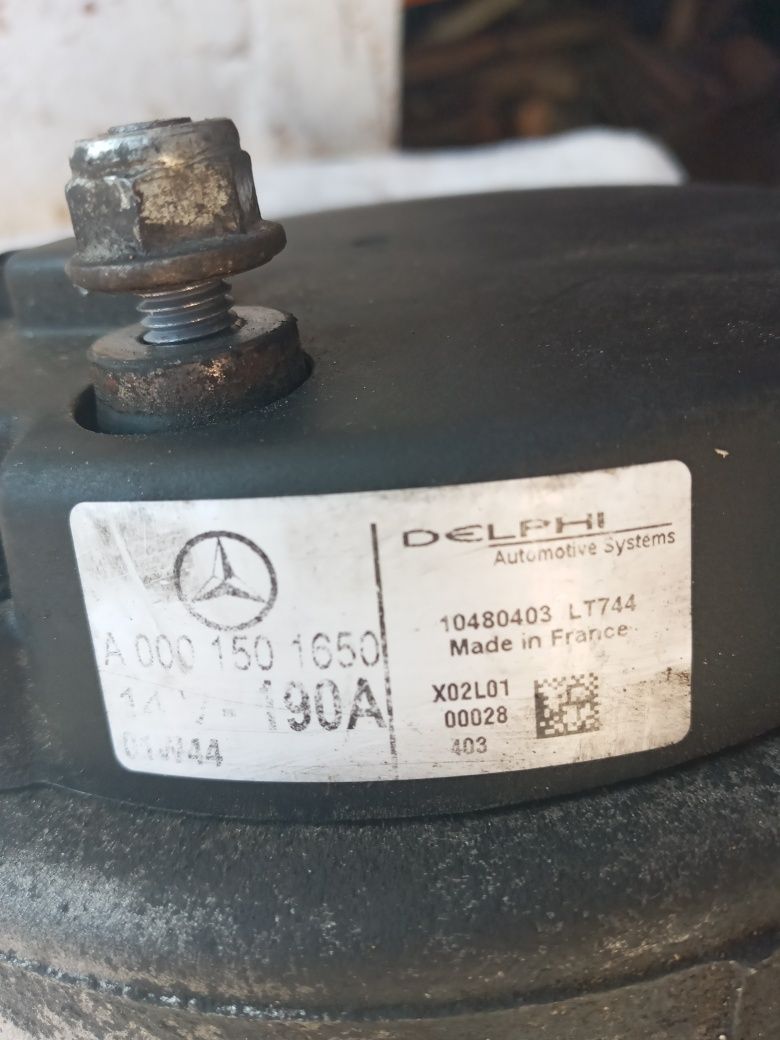 A 000 150 1650
190A
DELPHI
Automotive Systems
10480403 LT744
Made in France
X02L01
00028
403